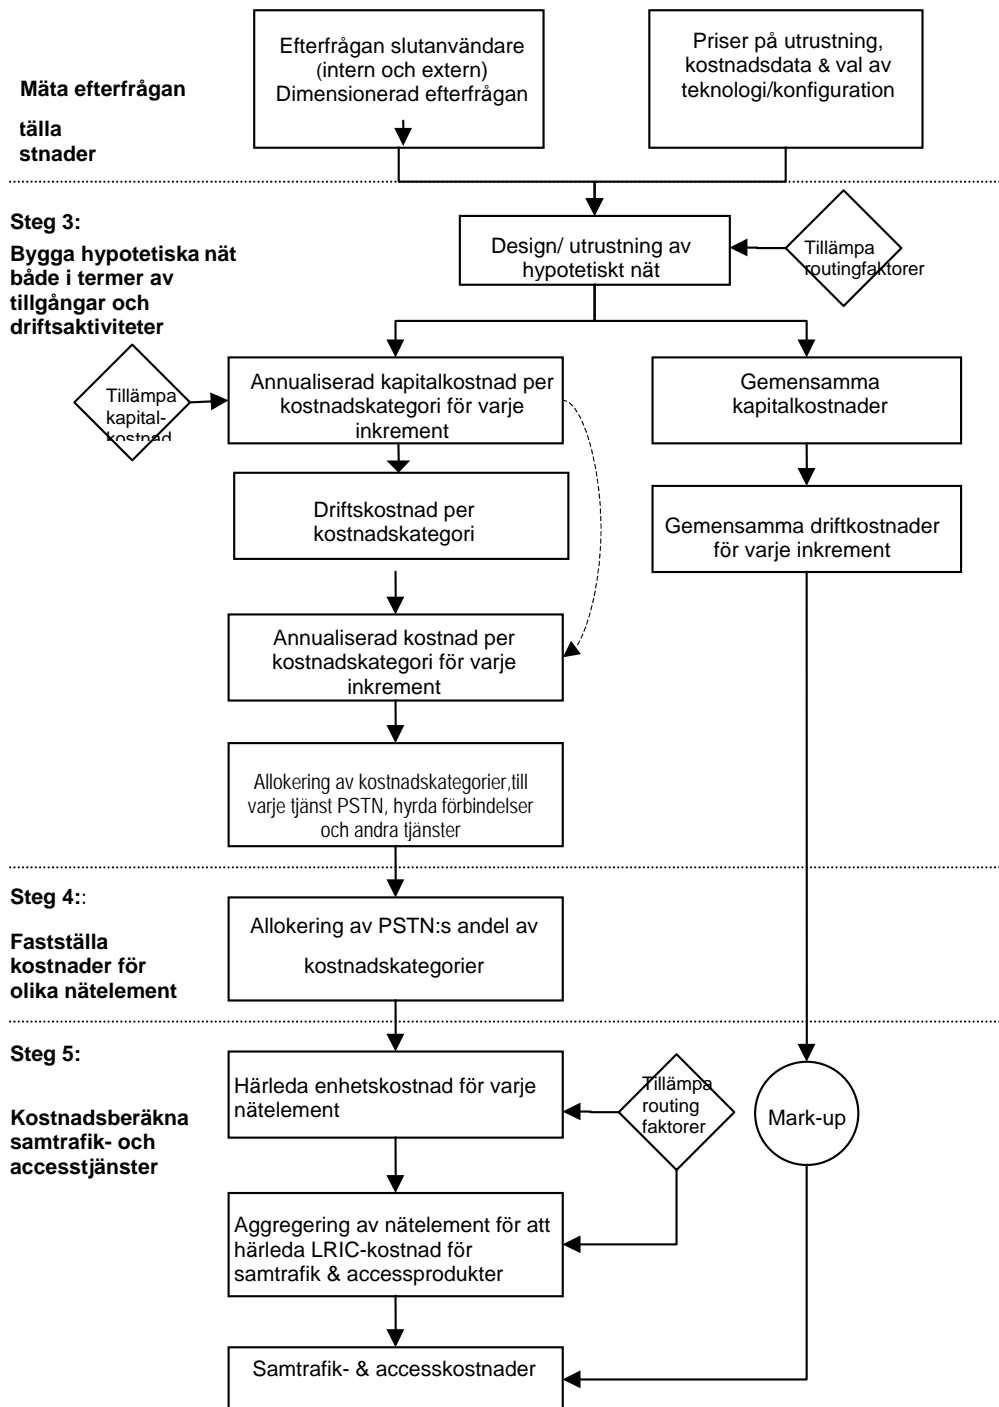 Efterfrågan slutanvändare
(intern och extern)
Dimensionerad efterfrågan
Priser på utrustning,
kostnadsdata & val av
teknologi/konfiguration
Mäta efterfrågan
tälla
stnader
Steg 3:
Bygga hypotetiska nät
både i termer av
tillgångar och
driftsaktiviteter
Design/ utrustning av
hypotetiskt nät
Tillämpa
routingfaktorer
Tillämpa
kapital-
kostnad
Annualiserad kapitalkostnad per
kostnadskategori för varje
inkrement
Gemensamma
kapitalkostnader
Driftskostnad per
kostnadskategori
Gemensamma driftkostnader
för varje inkrement
Annualiserad kostnad per
kostnadskategori för varje
inkrement
Allokering av kostnadskategorier,till
varje tjänst PSTN, hyrda förbindelser
och andra tjänster
Steg 4::
Fastställa
kostnader för
olika nätelement
Allokering av PSTN:s andel av
kostnadskategorier
Steg 5:
Kostnadsberäkna
samtrafik- och
accesstjänster
Härleda enhetskostnad för varje
nätelement
Tillämpa
routing
faktorer
Mark-up
Aggregering av nätelement för att
härleda LRIC-kostnad för
samtrafik & accessprodukter
Samtrafik- & accesskostnader